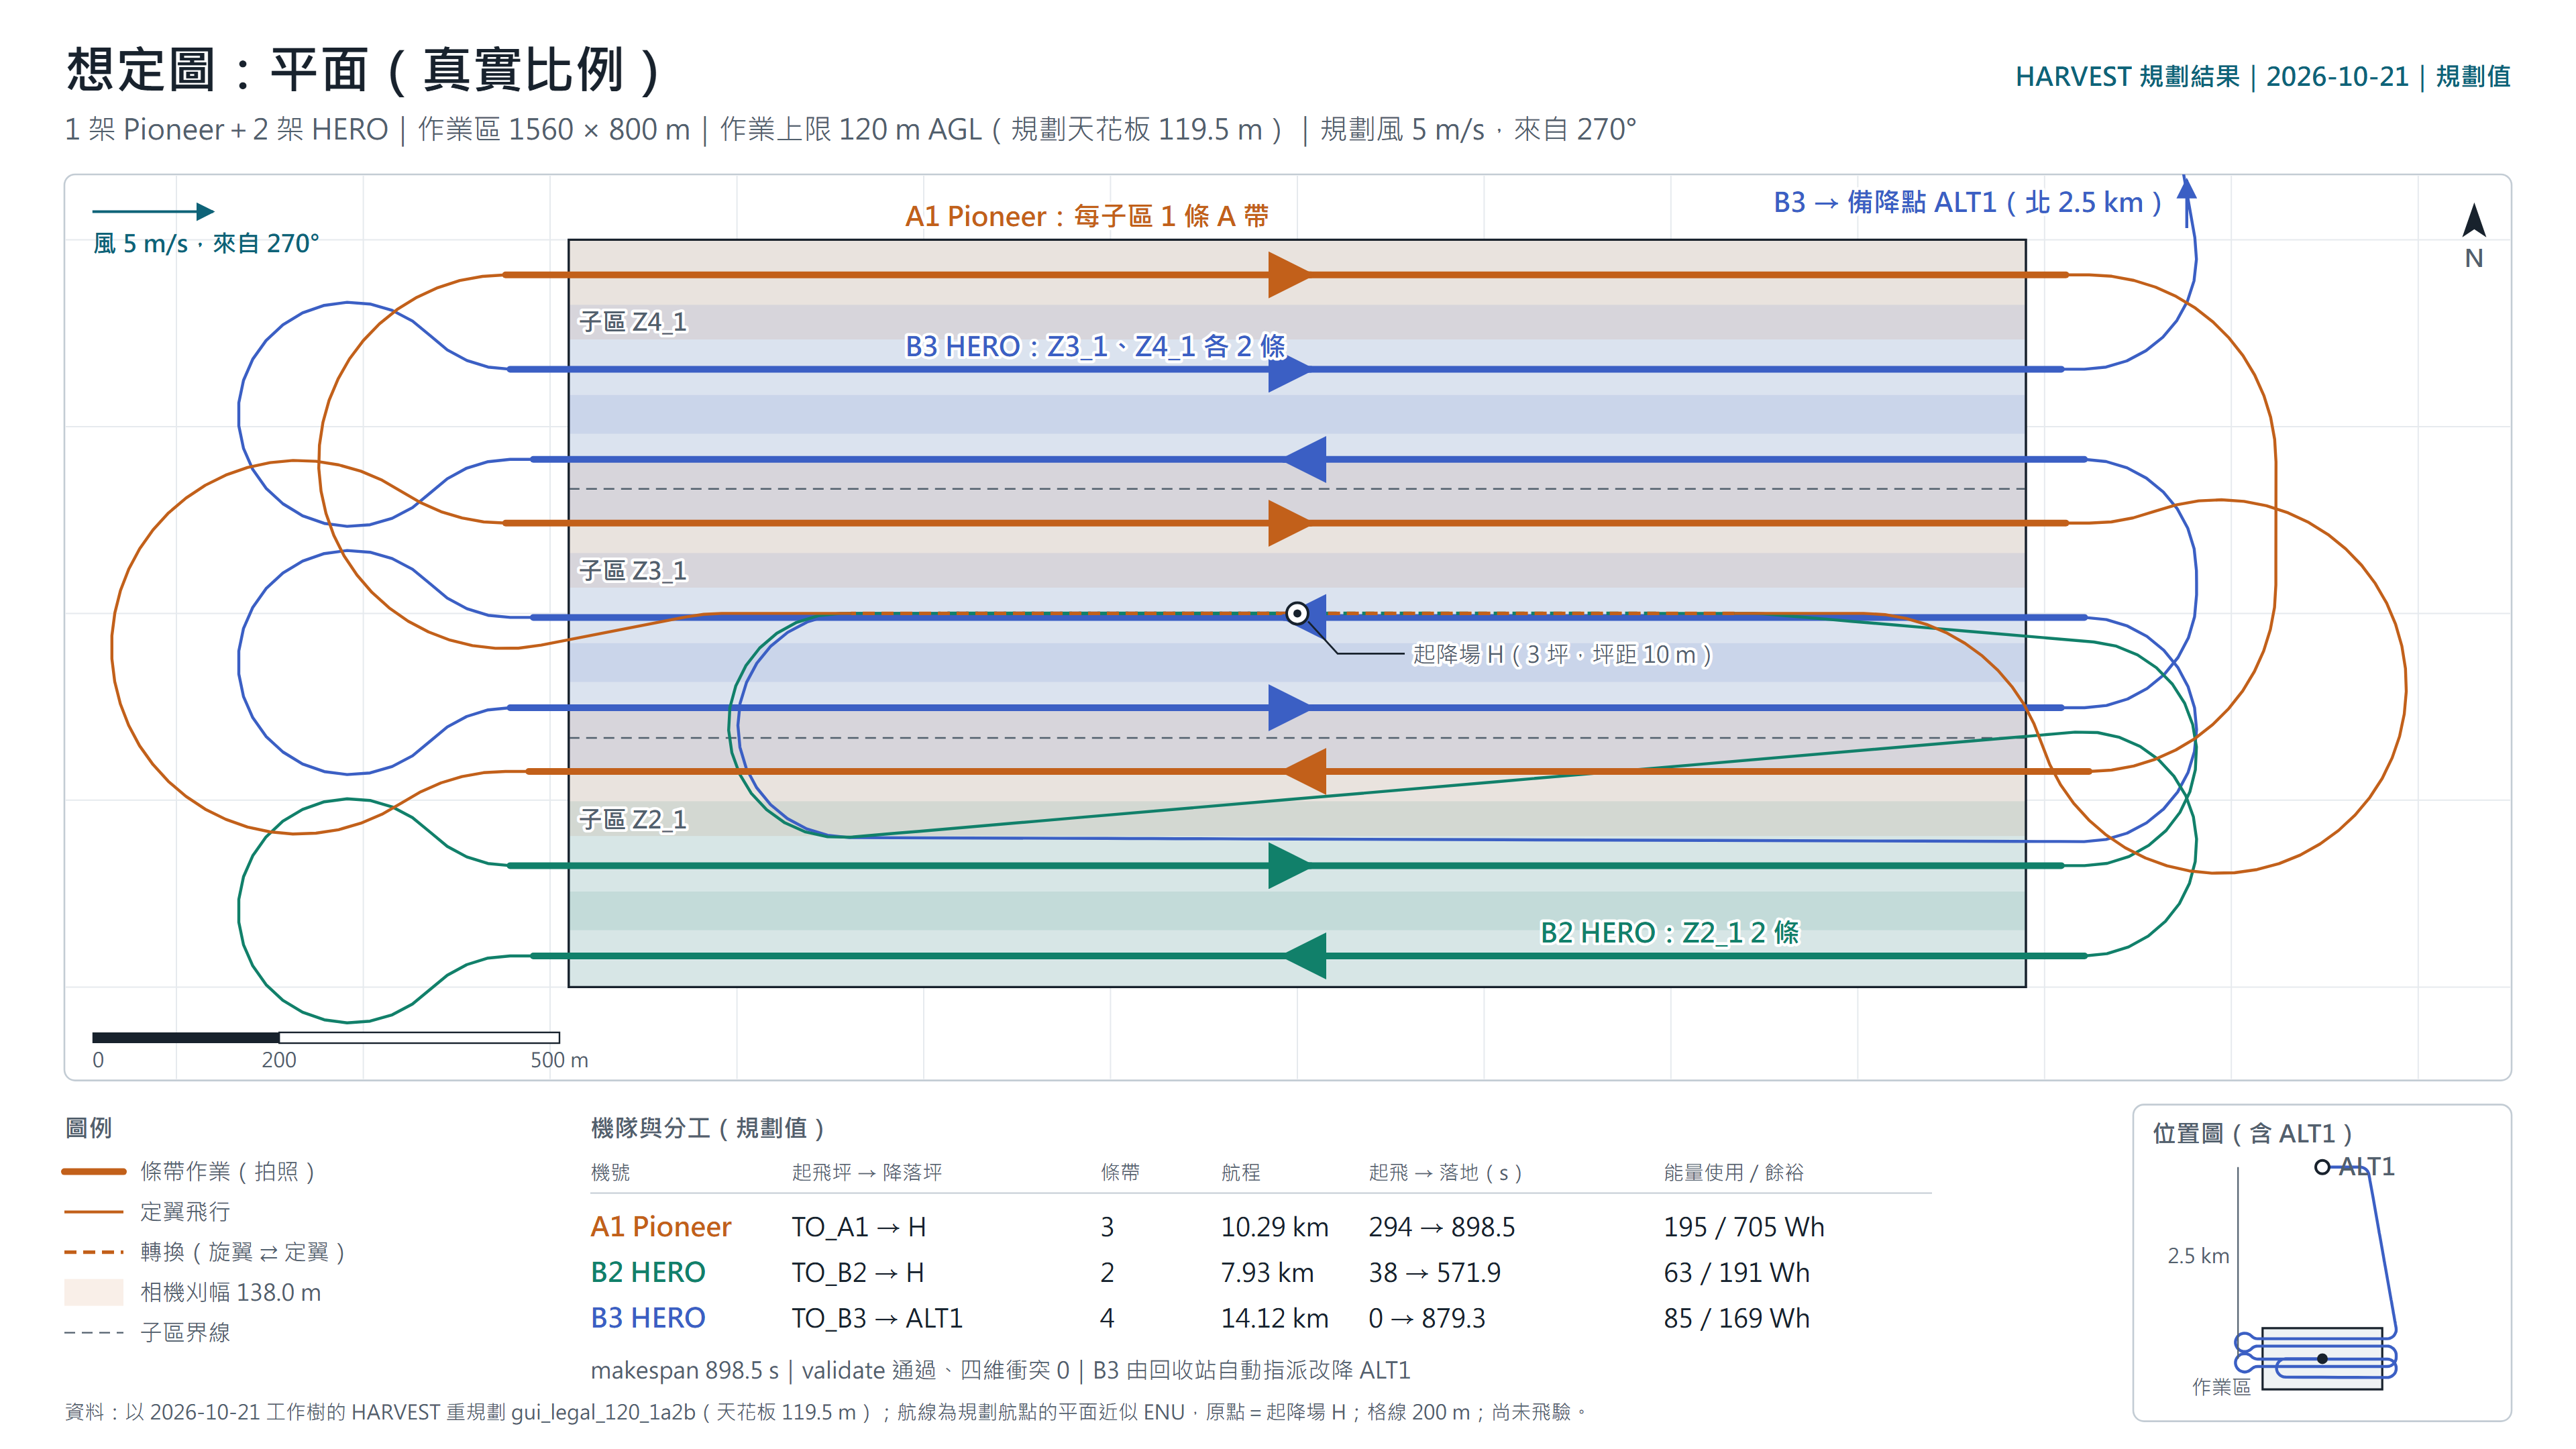 想定圖：平面（真實比例）
HARVEST 規劃結果｜2026-10-21｜規劃值
1 架 Pioneer + 2 架 HERO｜作業區 1560 × 800 m｜作業上限 120 m AGL（規劃天花板 119.5 m）｜規劃風 5 m/s，來自 270°
風 5 m/s，來自 270°
A1 Pioneer：每子區 1 條 A 帶
B3 → 備降點 ALT1（北 2.5 km）
N
子區 Z4_1
B3 HERO：Z3_1、Z4_1 各 2 條
子區 Z3_1
起降場 H（3 坪，坪距 10 m）
子區 Z2_1
B2 HERO：Z2_1 2 條
0 200 500 m
圖例
條帶作業（拍照）
定翼飛行
轉換（旋翼 ⇄ 定翼）
相機刈幅 138.0 m
子區界線
機隊與分工（規劃值）
機號 起飛坪 → 降落坪 條帶 航程 起飛 → 落地（s） 能量使用 / 餘裕
A1 Pioneer TO_A1 → H 3 10.29 km 294 → 898.5 195 / 705 Wh
B2 HERO TO_B2 → H 2 7.93 km 38 → 571.9 63 / 191 Wh
B3 HERO TO_B3 → ALT1 4 14.12 km 0 → 879.3 85 / 169 Wh
makespan 898.5 s｜validate 通過、四維衝突 0｜B3 由回收站自動指派改降 ALT1
位置圖（含 ALT1）
ALT1
2.5 km
作業區
資料：以 2026-10-21 工作樹的 HARVEST 重規劃 gui_legal_120_1a2b（天花板 119.5 m）；航線為規劃航點的平面近似 ENU，原點 = 起降場 H；格線 200 m；尚未飛驗。